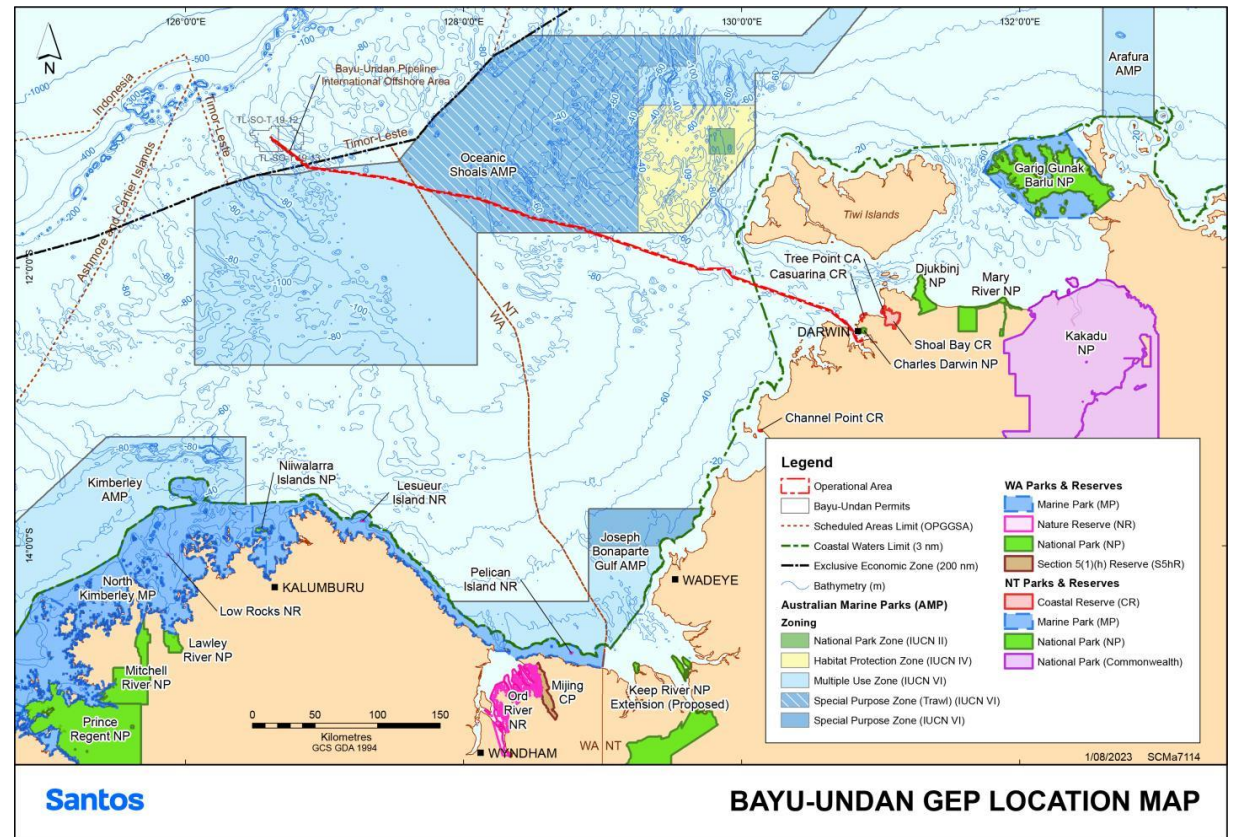 126°0'0"E
128°0'0"E
130°0'0"E
132°0'0"E
N
Arafura
AMP
Bayu-Undan Pipeline
International Offshore Area
Indonesia
Timor-Leste
TL-SO-T 19-12
Timor-Leste
Oceanic
Shoals AMP
Ashmore and Cartier Islands
Garig Gunak
Barlu NP
Tiwi Islands
12°0'0"S
Tree Point CA
Casuarina CR
Djukbinj
NP
Mary
River NP
NT
WA
DARWIN
Shoal Bay CR
Charles Darwin NP
Kakadu
NP
Channel Point CR
Kimberley
AMP
Niiwalarra
Islands NP
Lesueur
Island NR
14°0'0"S
Joseph
Bonaparte
Gulf AMP
North
Kimberley MP
KALUMBURU
Pelican
Island NR
WADEYE
Low Rocks NR
Lawley
River NP
Mitchell
River NP
Prince
Regent NP
Ord
River
NR
Mijing
CP
Keep River NP
Extension (Proposed)
WYNDHAM
WA NT
0 50 100 150
Kilometres
GCS GDA 1994
Legend
Operational Area
Bayu-Undan Permits
Scheduled Areas Limit (OPGGSA)
Coastal Waters Limit (3 nm)
Exclusive Economic Zone (200 nm)
Bathymetry (m)
Australian Marine Parks (AMP)
Zoning
National Park Zone (IUCN II)
Habitat Protection Zone (IUCN IV)
Multiple Use Zone (IUCN VI)
Special Purpose Zone (Trawl) (IUCN VI)
Special Purpose Zone (IUCN VI)
WA Parks & Reserves
Marine Park (MP)
Nature Reserve (NR)
National Park (NP)
Section 5(1)(h) Reserve (S5hR)
NT Parks & Reserves
Coastal Reserve (CR)
Marine Park (MP)
National Park (NP)
National Park (Commonwealth)
1/08/2023 SCMa7114
Santos
BAYU-UNDAN GEP LOCATION MAP